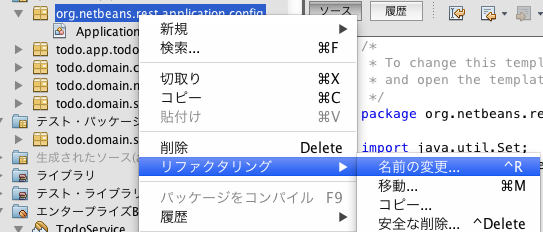 org.netbeans.rest.application.config
Application
todo.app.todo
todo.domain.c
todo.domain.n
todo.domain.s
テスト・パッケージ
todo.domain.s
生成されたソース(a
ライブラリ
テスト・ライブラリ
エンタープライズB
TodoService
新規
検索... ⌘F
切取り ⌘X
コピー ⌘C
貼付け ⌘V
削除 Delete
リファクタリング
パッケージをコンパイル F9
履歴
ソース 履歴
/*
* To change this temp
* and open the templa
*/
package org.netbeans.re
import java.util.Set;
名前の変更... ^R
移動... ⌘M
コピー...
安全な削除... ^Delete